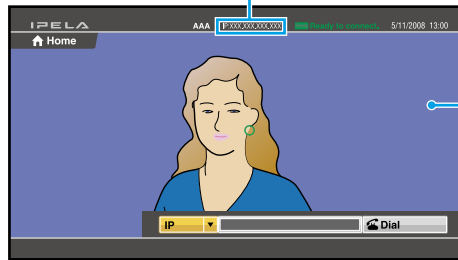 IPELA AAA IP:XXX,XXX,XXX,XXX Ready to connect. 5/11/2008 13:00
Home
IP Dial